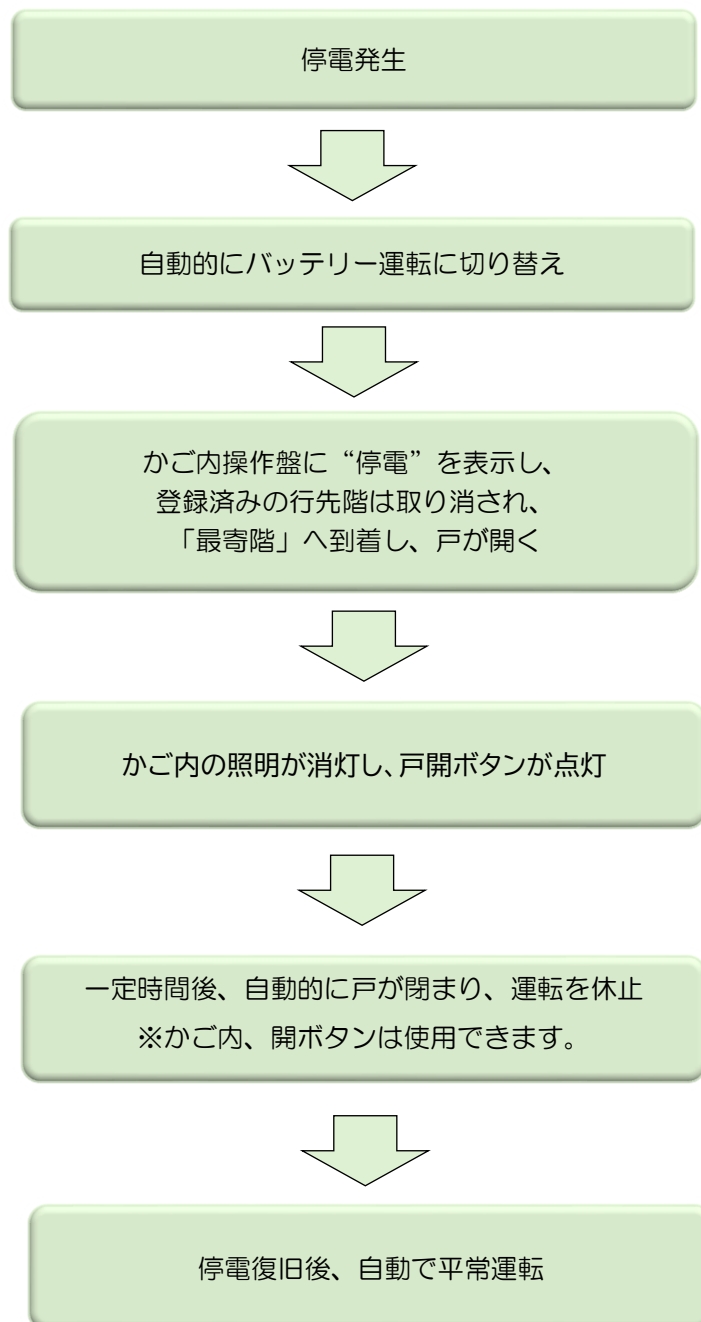 停電発生
自動的にバッテリー運転に切り替え
かご内操作盤に“停電”を表示し、
登録済みの行先階は取り消され、
「最寄階」へ到着し、戸が開く
かご内の照明が消灯し、戸開ボタンが点灯
一定時間後、自動的に戸が閉まり、運転を休止
※かご内、開ボタンは使用できます。
停電復旧後、自動で平常運転